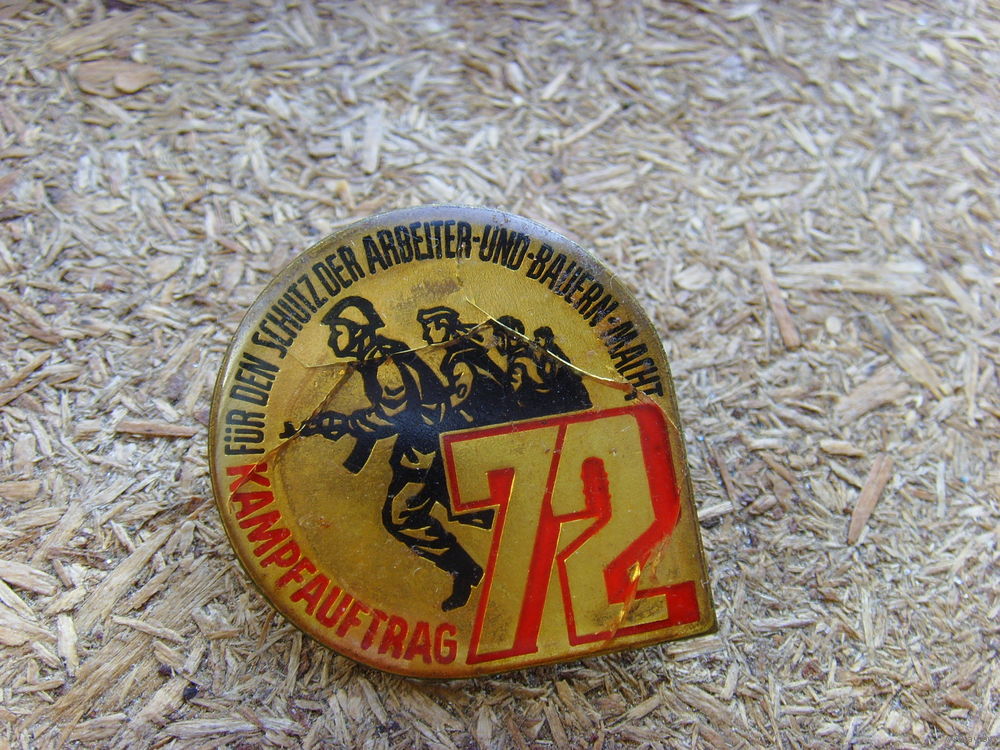 FÜR DEN SCHUTZ DER ARBEITER-UND-BAUERN-MACHT
KAMPFAUFTRAG
72